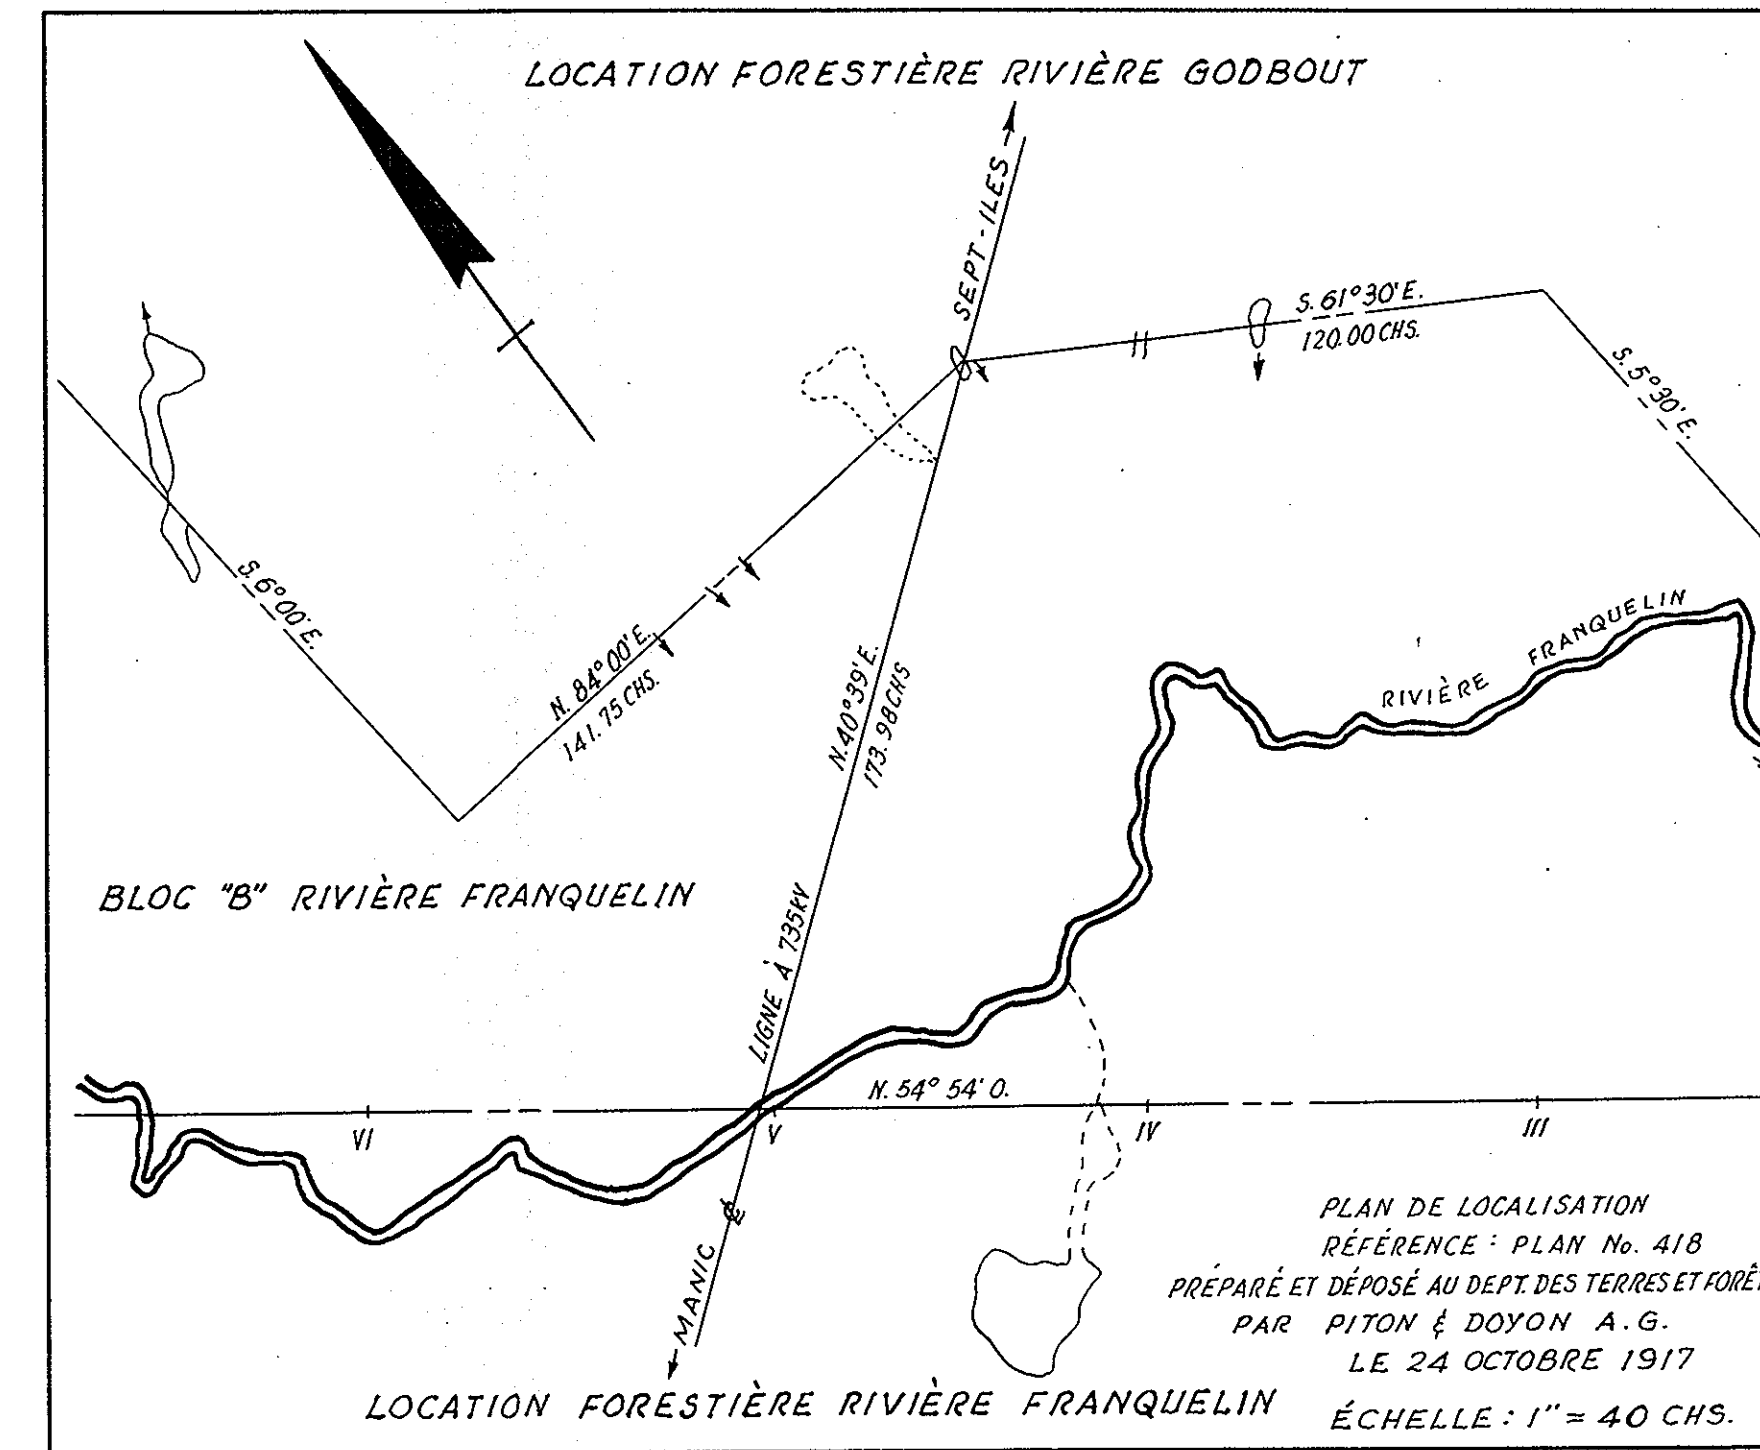 LOCATION FORESTIÈRE RIVIÈRE GODBOUT
SEPT-ILES
S. 61°30' E.
120.00 CHS.
S. 5°30' E.
S. 6°00' E.
N. 84°00' E.
141.75 CHS.
N. 40°39' E.
173.98 CHS
RIVIÈRE FRANQUELIN
BLOC "B" RIVIÈRE FRANQUELIN
LIGNE À 735KV
N. 54° 54' O.
VI
V
IV
III
℄
MANIC
PLAN DE LOCALISATION
RÉFÉRENCE : PLAN No. 418
PRÉPARÉ ET DÉPOSÉ AU DEPT. DES TERRES ET FORÊT
PAR PITON & DOYON A.G.
LE 24 OCTOBRE 1917
LOCATION FORESTIÈRE RIVIÈRE FRANQUELIN
ÉCHELLE : 1" = 40 CHS.